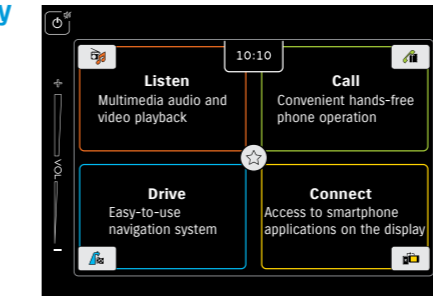 y
10:10
Listen
Multimedia audio and
video playback
Call
Convenient hands-free
phone operation
+
VOL
-
Drive
Easy-to-use
navigation system
Connect
Access to smartphone
applications on the display